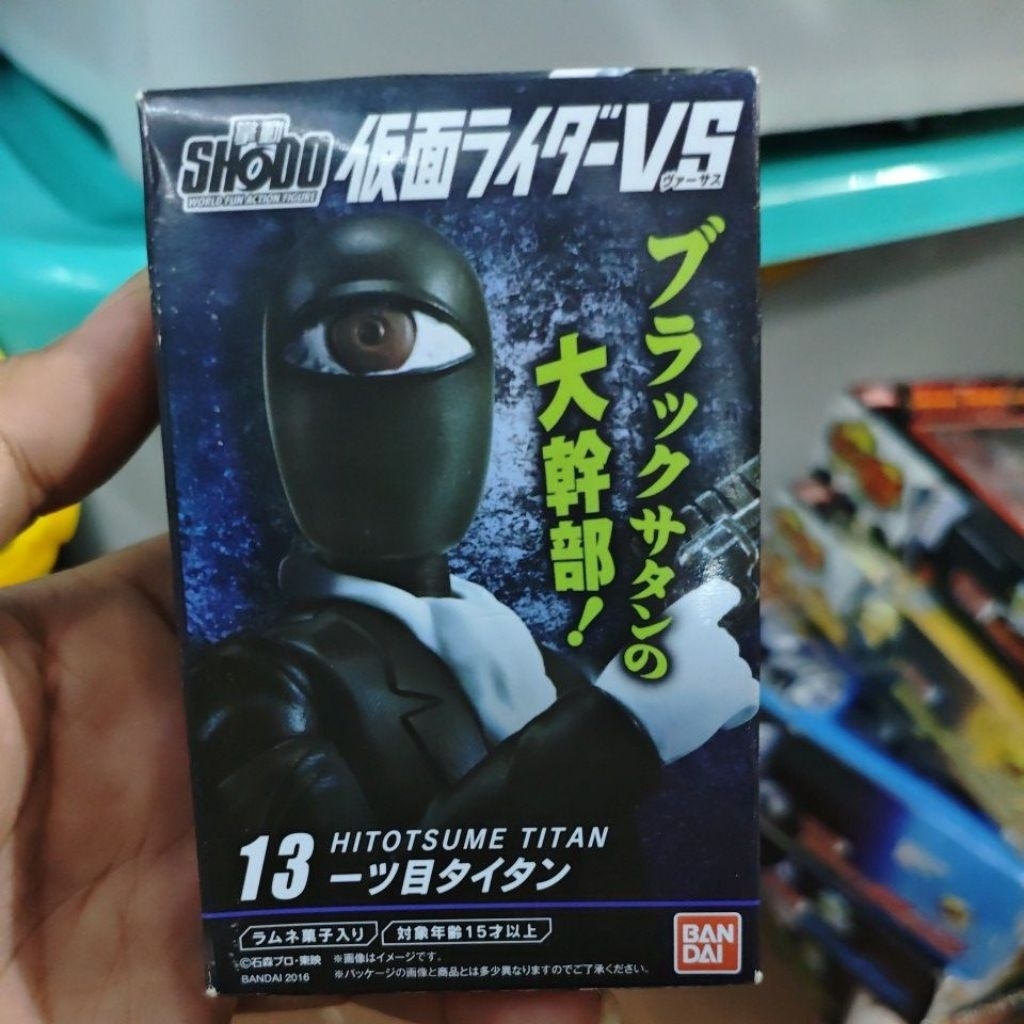 掌動
SHODO
WORLD FUN ACTION FIGURE
仮面ライダーVS
ヴァーサス
ブラックサタンの
大幹部!
13 HITOTSUME TITAN
一ツ目タイタン
ラムネ菓子入り 対象年齢15才以上
©石森プロ・東映 ※画像はイメージです。
BANDAI 2016 ※パッケージの画像と商品とは多少異なりますのでご了承ください。
BAN
DAI